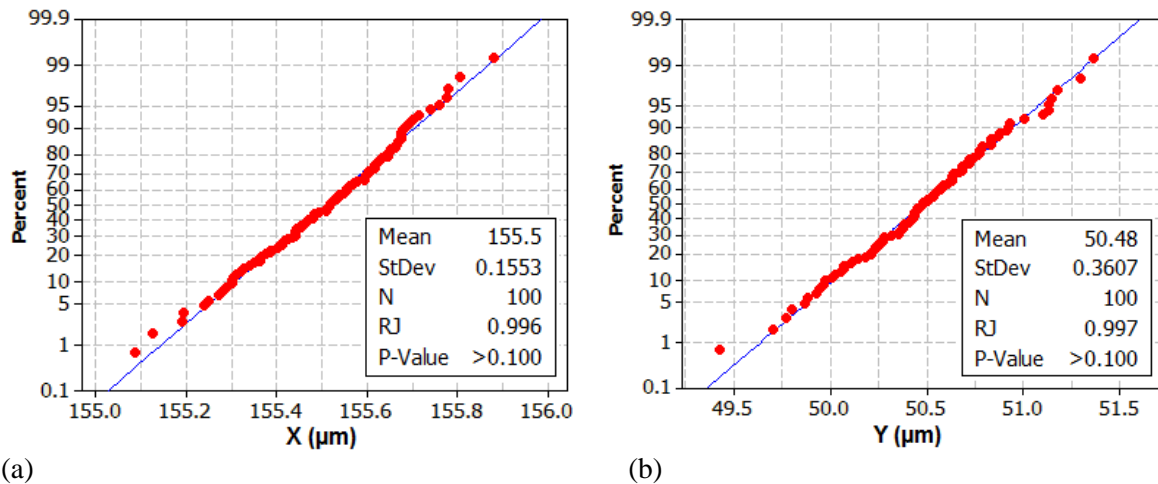 99.9
99
95
90
80
70
60
50
40
30
20
10
5
1
0.1
Percent
Mean 155.5
StDev 0.1553
N 100
RJ 0.996
P-Value >0.100
155.0 155.2 155.4 155.6 155.8 156.0
X (µm)
(a)
99.9
99
95
90
80
70
60
50
40
30
20
10
5
1
0.1
Percent
Mean 50.48
StDev 0.3607
N 100
RJ 0.997
P-Value >0.100
49.5 50.0 50.5 51.0 51.5
Y (µm)
(b)